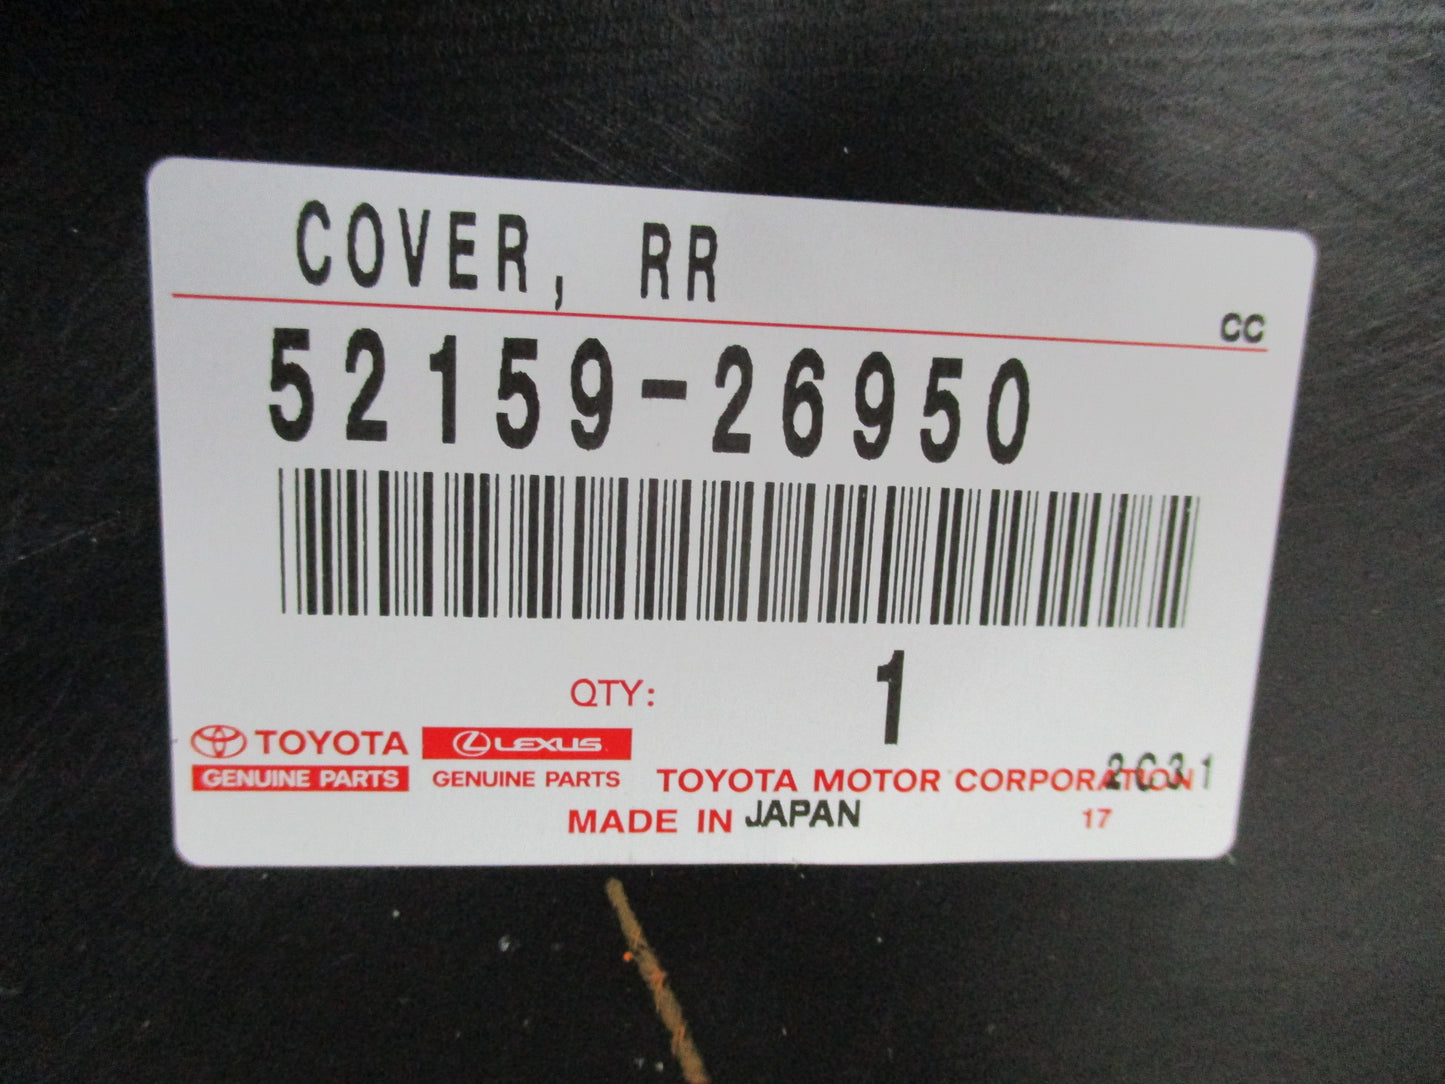 COVER, RR
CC
52159-26950
QTY: 1
TOYOTA LEXUS
GENUINE PARTS GENUINE PARTS TOYOTA MOTOR CORPORATION 2C31
MADE IN JAPAN 17